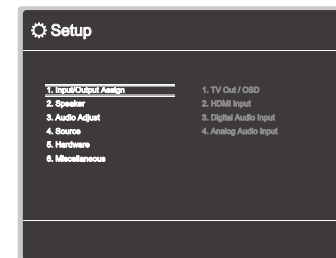 Setup
1. Input/Output Assign
2. Speaker
3. Audio Adjust
4. Source
5. Hardware
6. Miscellaneous
1. TV Out / OSD
2. HDMI Input
3. Digital Audio Input
4. Analog Audio Input